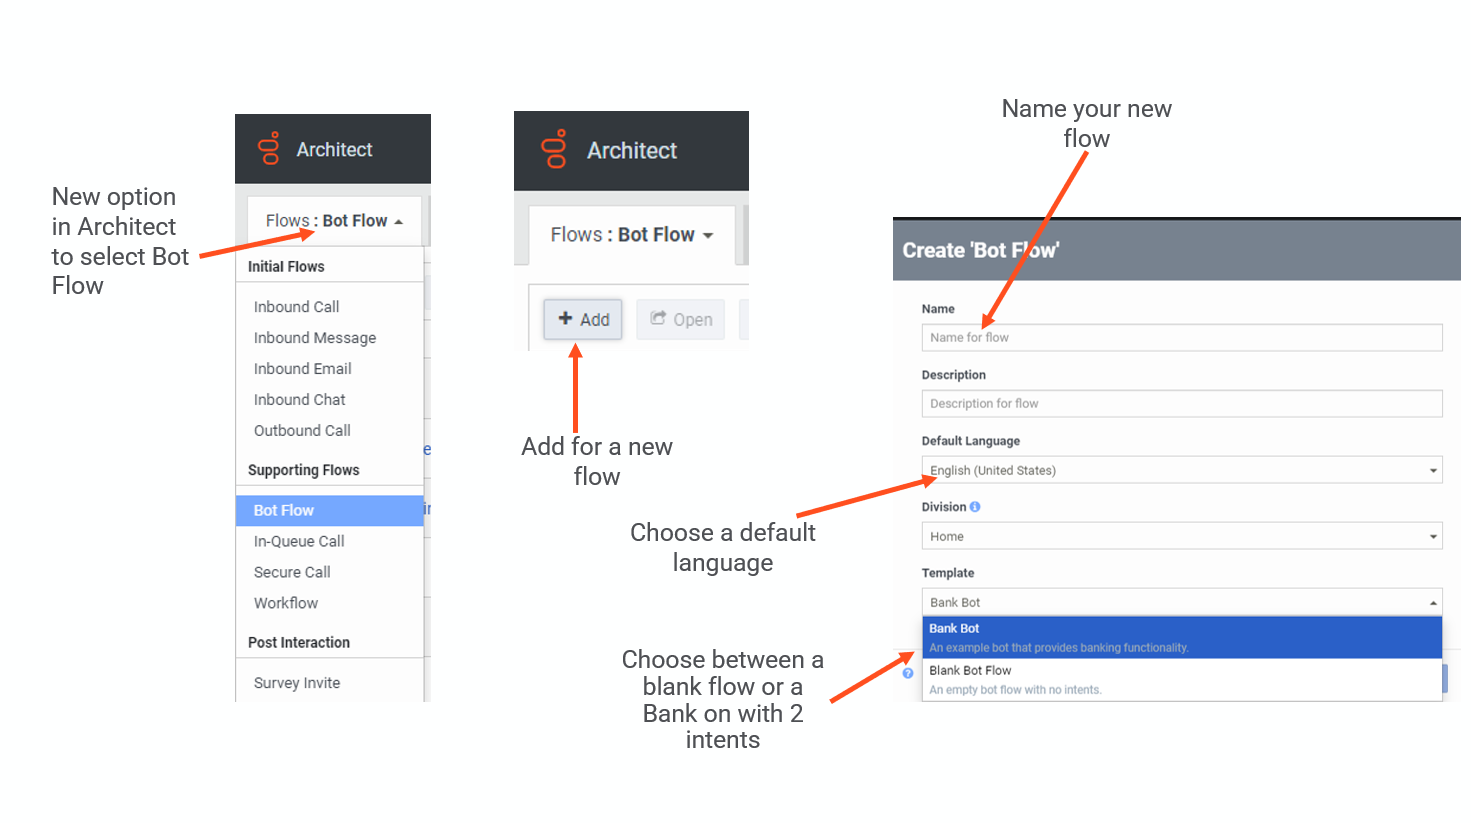 New option
in Architect
to select Bot
Flow
Architect
Flows : Bot Flow
Initial Flows
Inbound Call
Inbound Message
Inbound Email
Inbound Chat
Outbound Call
Supporting Flows
Bot Flow
In-Queue Call
Secure Call
Workflow
Post Interaction
Survey Invite
Architect
Flows : Bot Flow
+ Add
Open
Add for a new
flow
Name your new
flow
Create 'Bot Flow'
Name
Name for flow
Description
Description for flow
Default Language
English (United States)
Division
Home
Template
Bank Bot
Bank Bot
An example bot that provides banking functionality.
Blank Bot Flow
An empty bot flow with no intents.
Choose a default
language
Choose between a
blank flow or a
Bank on with 2
intents